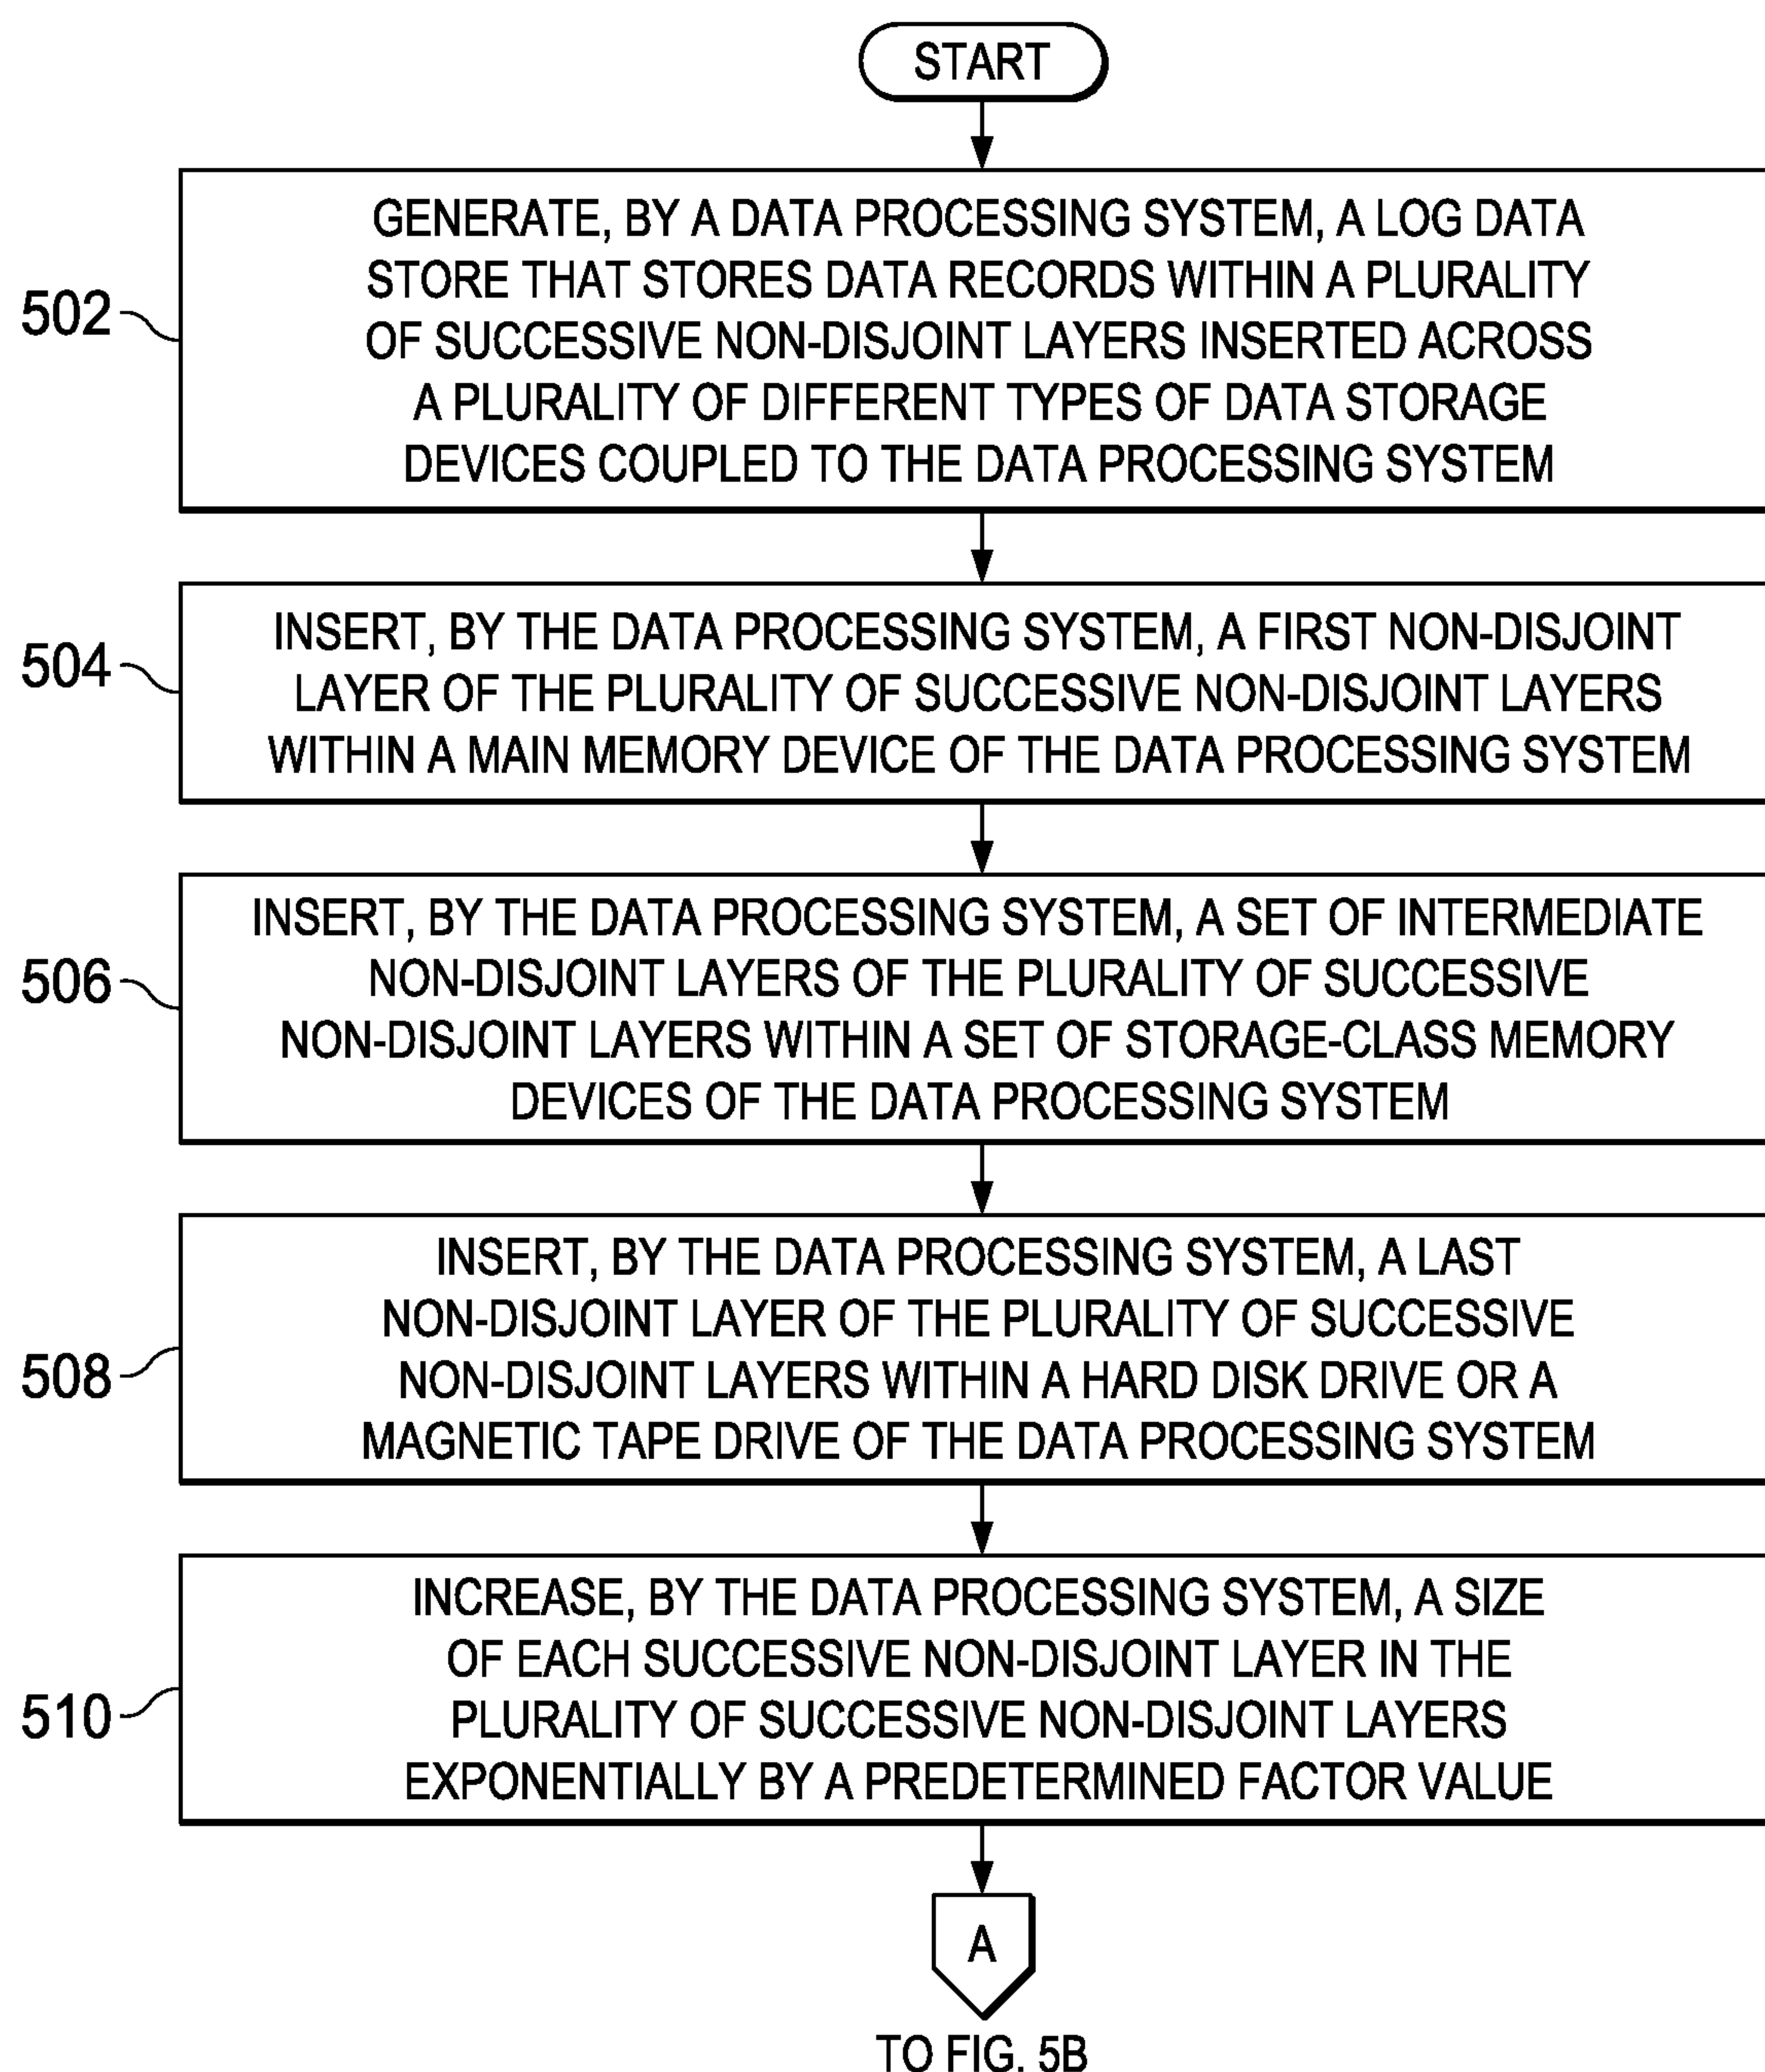 START
502
GENERATE, BY A DATA PROCESSING SYSTEM, A LOG DATA
STORE THAT STORES DATA RECORDS WITHIN A PLURALITY
OF SUCCESSIVE NON-DISJOINT LAYERS INSERTED ACROSS
A PLURALITY OF DIFFERENT TYPES OF DATA STORAGE
DEVICES COUPLED TO THE DATA PROCESSING SYSTEM
504
INSERT, BY THE DATA PROCESSING SYSTEM, A FIRST NON-DISJOINT
LAYER OF THE PLURALITY OF SUCCESSIVE NON-DISJOINT LAYERS
WITHIN A MAIN MEMORY DEVICE OF THE DATA PROCESSING SYSTEM
506
INSERT, BY THE DATA PROCESSING SYSTEM, A SET OF INTERMEDIATE
NON-DISJOINT LAYERS OF THE PLURALITY OF SUCCESSIVE
NON-DISJOINT LAYERS WITHIN A SET OF STORAGE-CLASS MEMORY
DEVICES OF THE DATA PROCESSING SYSTEM
508
INSERT, BY THE DATA PROCESSING SYSTEM, A LAST
NON-DISJOINT LAYER OF THE PLURALITY OF SUCCESSIVE
NON-DISJOINT LAYERS WITHIN A HARD DISK DRIVE OR A
MAGNETIC TAPE DRIVE OF THE DATA PROCESSING SYSTEM
510
INCREASE, BY THE DATA PROCESSING SYSTEM, A SIZE
OF EACH SUCCESSIVE NON-DISJOINT LAYER IN THE
PLURALITY OF SUCCESSIVE NON-DISJOINT LAYERS
EXPONENTIALLY BY A PREDETERMINED FACTOR VALUE
A
TO FIG. 5B